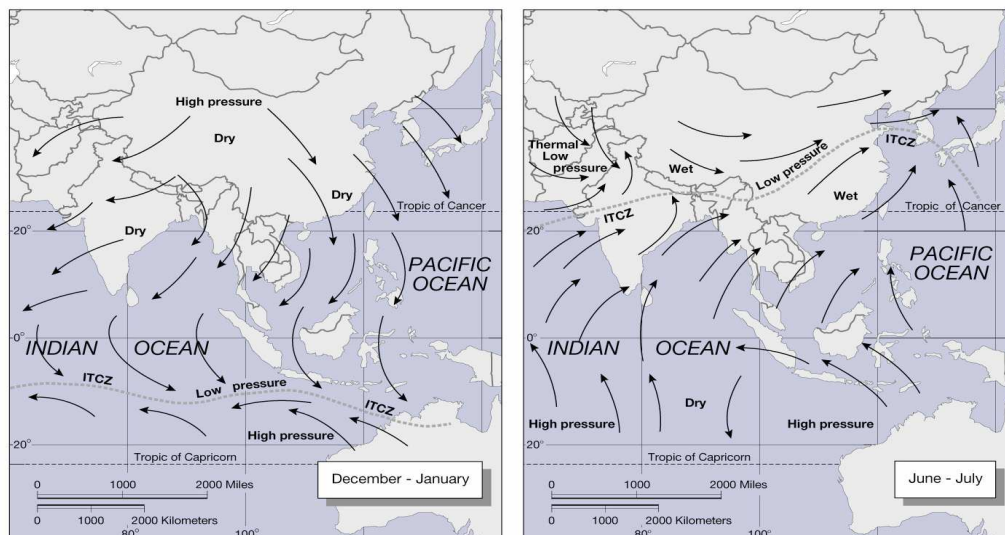 High pressure
Dry
Dry
Dry
Tropic of Cancer
20°
PACIFIC
OCEAN
0°
INDIAN OCEAN
ITCZ
Low pressure
ITCZ
High pressure
20°
Tropic of Capricorn
0 1000 2000 Miles
0 1000 2000 Kilometers
80° 100°
December - January
Thermal
Low
pressure
Wet
Low pressure
ITCZ
ITCZ
Wet
Tropic of Cancer
20°
PACIFIC
OCEAN
0°
INDIAN OCEAN
Dry
High pressure
High pressure
20°
Tropic of Capricorn
0 1000 2000 Miles
0 1000 2000 Kilometers
80° 100°
June - July